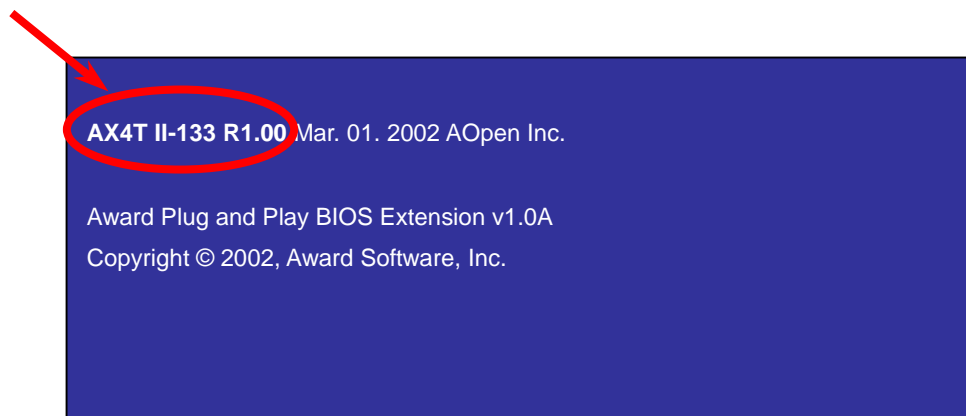 AX4T II-133 R1.00 Mar. 01. 2002 AOpen Inc.
Award Plug and Play BIOS Extension v1.0A
Copyright © 2002, Award Software, Inc.